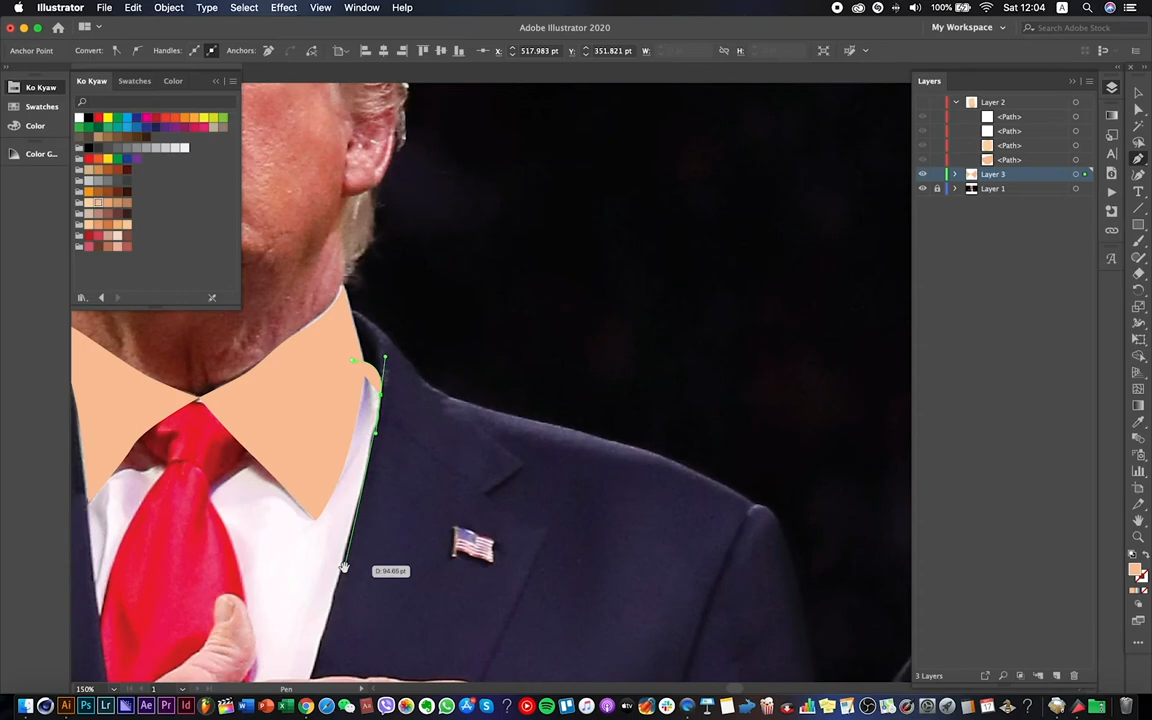 Illustrator File Edit Object Type Select Effect View Window Help 100% Sat 12:04 A
Adobe Illustrator 2020 My Workspace Search Adobe Stock
Anchor Point Convert: Handles: Anchors: X: 517.983 pt Y: 351.821 pt W: H:
Ko Kyaw Ko Kyaw Swatches Color Layers
Swatches Layer 2
<Path>
Color <Path>
<Path>
Color G... <Path>
Layer 3
Layer 1
D: 94.65 pt
3 Layers
150% 1 Pen